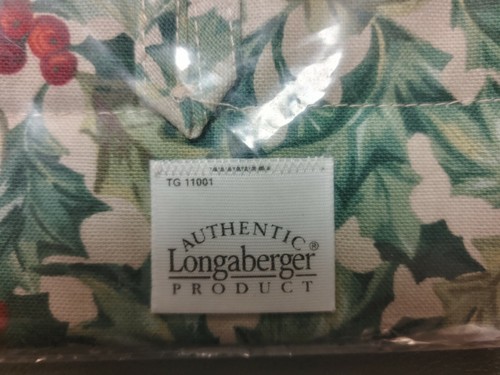 TG 11001
AUTHENTIC
Longaberger®
PRODUCT